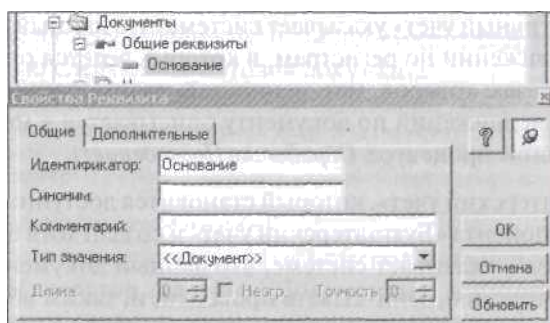 Документы
Общие реквизиты
Основание
Свойства Реквизита
Общие Дополнительные
Идентификатор: Основание
Синоним:
Комментарий:
Тип значения: <<Документ>>
Длина: 0 Неотр. Точность 0
?
OK
Отмена
Обновить